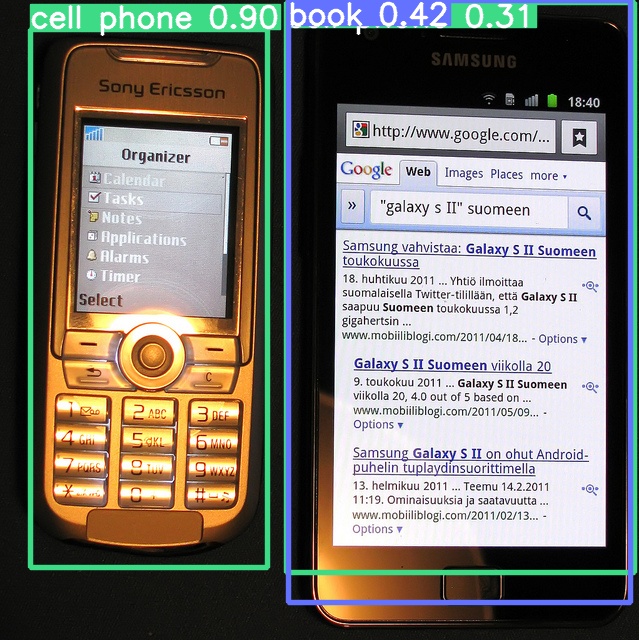 cell phone 0.90
book 0.42
0.31
Sony Ericsson
Organizer
Calendar
Tasks
Notes
Applications
Alarms
Timer
Select
C
1
2 ABC
3 DEF
4 GHI
5 JKL
6 MNO
7 PQRS
8 TUV
9 WXYZ
*
0
#
SAMSUNG
18:40
http://www.google.com/...
Google Web Images Places more
» "galaxy s II" suomeen
Samsung vahvistaa: Galaxy S II Suomeen
toukokuussa
18. huhtikuu 2011 ... Yhtiö ilmoittaa
suomalaisella Twitter-tilillään, että Galaxy S II
saapuu Suomeen toukokuussa 1,2
gigahertsin ...
www.mobiiliblogi.com/2011/04/18... - Options ▾
Galaxy S II Suomeen viikolla 20
9. toukokuu 2011 ... Galaxy S II Suomeen
viikolla 20, 4.0 out of 5 based on ...
www.mobiiliblogi.com/2011/05/09... -
Options ▾
Samsung Galaxy S II on ohut Android-
puhelin tuplaydinsuorittimella
13. helmikuu 2011 ... Teemu 14.2.2011
11:19. Ominaisuuksia ja saatavuutta ...
www.mobiiliblogi.com/2011/02/13... -
Options ▾